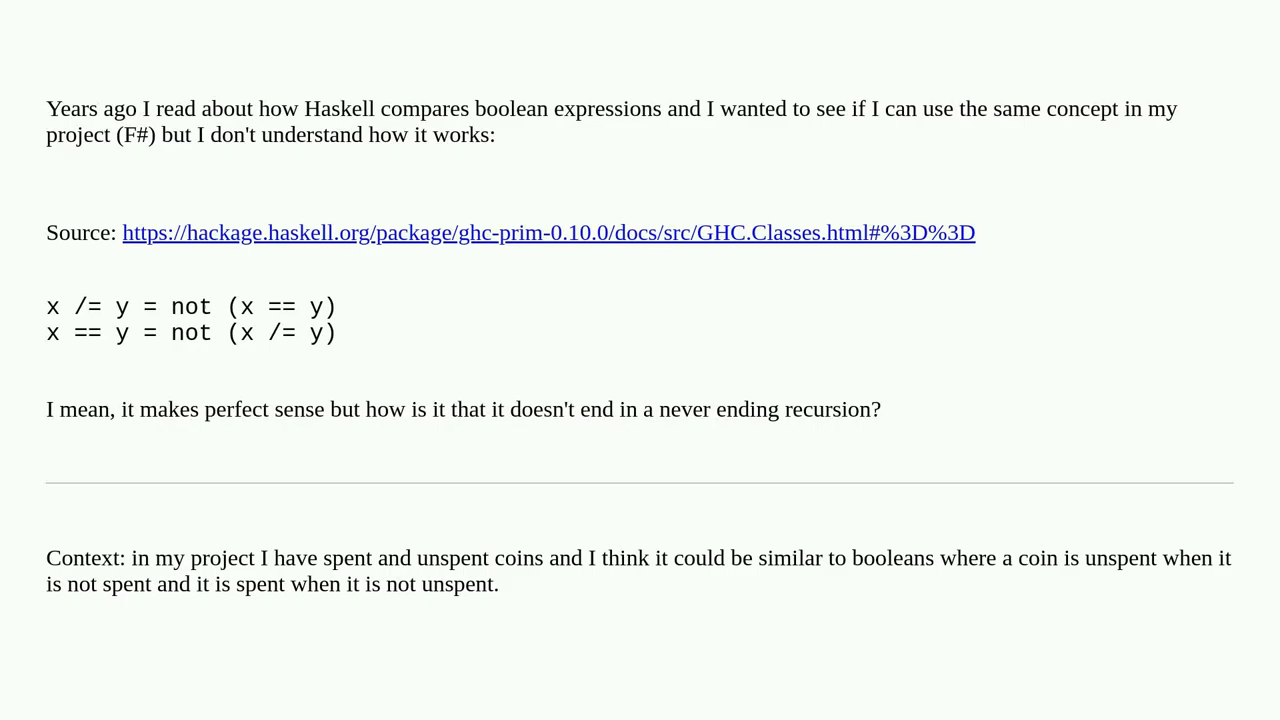 Years ago I read about how Haskell compares boolean expressions and I wanted to see if I can use the same concept in my
project (F#) but I don't understand how it works:
Source: https://hackage.haskell.org/package/ghc-prim-0.10.0/docs/src/GHC.Classes.html#%3D%3D
x /= y = not (x == y)
x == y = not (x /= y)
I mean, it makes perfect sense but how is it that it doesn't end in a never ending recursion?
Context: in my project I have spent and unspent coins and I think it could be similar to booleans where a coin is unspent when it
is not spent and it is spent when it is not unspent.